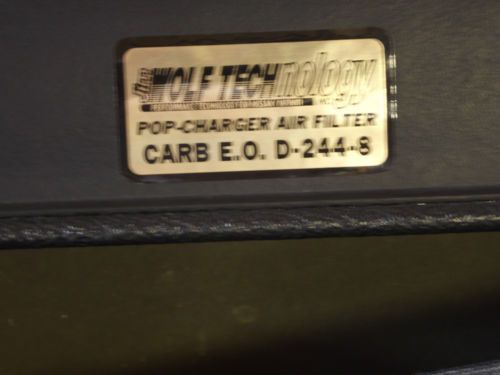 WOLF TECHnology
POP-CHARGER AIR FILTER
CARB E.O. D-244-8